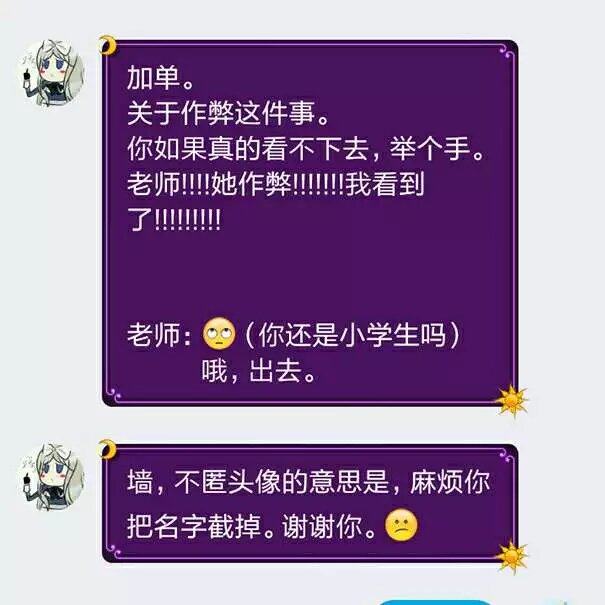 加单。
关于作弊这件事。
你如果真的看不下去，举个手。
老师!!!!她作弊!!!!!!!我看到
了!!!!!!!!!
老师：🙄（你还是小学生吗）
哦，出去。
墙，不匿头像的意思是，麻烦你
把名字截掉。谢谢你。😕